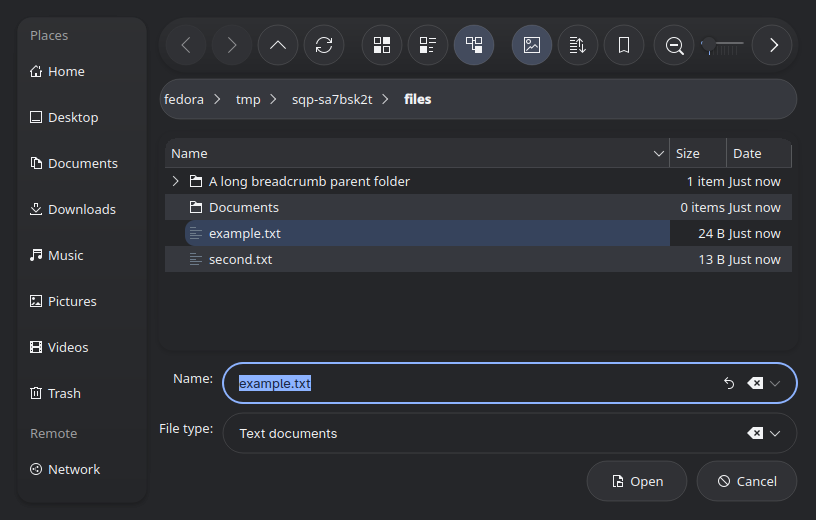 Places
Home
Desktop
Documents
Downloads
Music
Pictures
Videos
Trash
Remote
Network
fedora > tmp > sqp-sa7bsk2t > files
Name Size Date
A long breadcrumb parent folder 1 item Just now
Documents 0 items Just now
example.txt 24 B Just now
second.txt 13 B Just now
Name: example.txt
File type: Text documents
Open Cancel